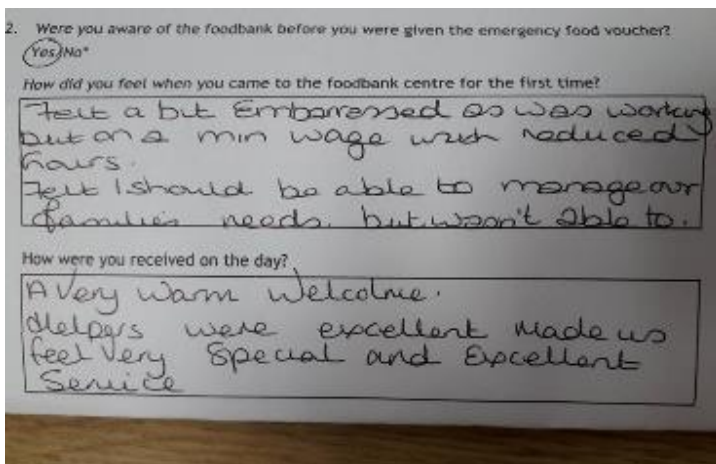 2. Were you aware of the foodbank before you were given the emergency food voucher?
Yes/No*
How did you feel when you came to the foodbank centre for the first time?
Felt a bit Embarressed as was working
but on a min wage with reduced
hours.
Felt I should be able to manage our
families needs. but wasn't able to.
How were you received on the day?
A Very Warm Welcome.
Helpers were excellent Made us
feel Very Special and Excellent
Service